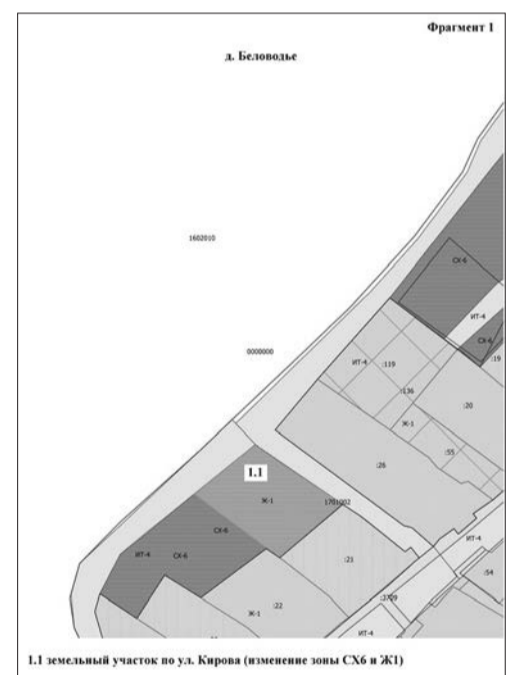 Фрагмент 1
д. Беловодье
1602010
СХ-6
ИТ-4
СХ-6
:19
0000000
ИТ-4
:119
:136
:20
Ж-1
:55
:26
1.1
Ж-1
1701002
СХ-6
ИТ-4
ИТ-4
СХ-6
:21
:54
:22
Ж-1
ИТ-4
1.1 земельный участок по ул. Кирова (изменение зоны СХ6 и Ж1)